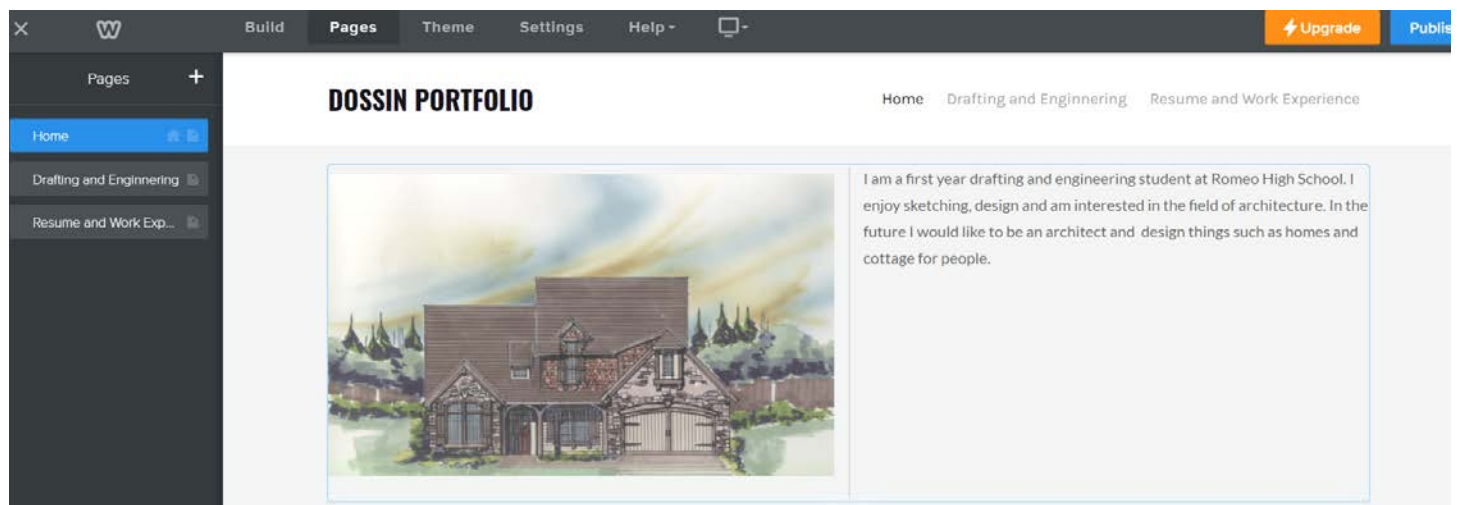 Build Pages Theme Settings Help
Upgrade
Pages +
DOSSIN PORTFOLIO
Home Drafting and Enginnering Resume and Work Experience
Home
Drafting and Enginnering
Resume and Work Exp...
I am a first year drafting and engineering student at Romeo High School. I
enjoy sketching, design and am interested in the field of architecture. In the
future I would like to be an architect and design things such as homes and
cottage for people.